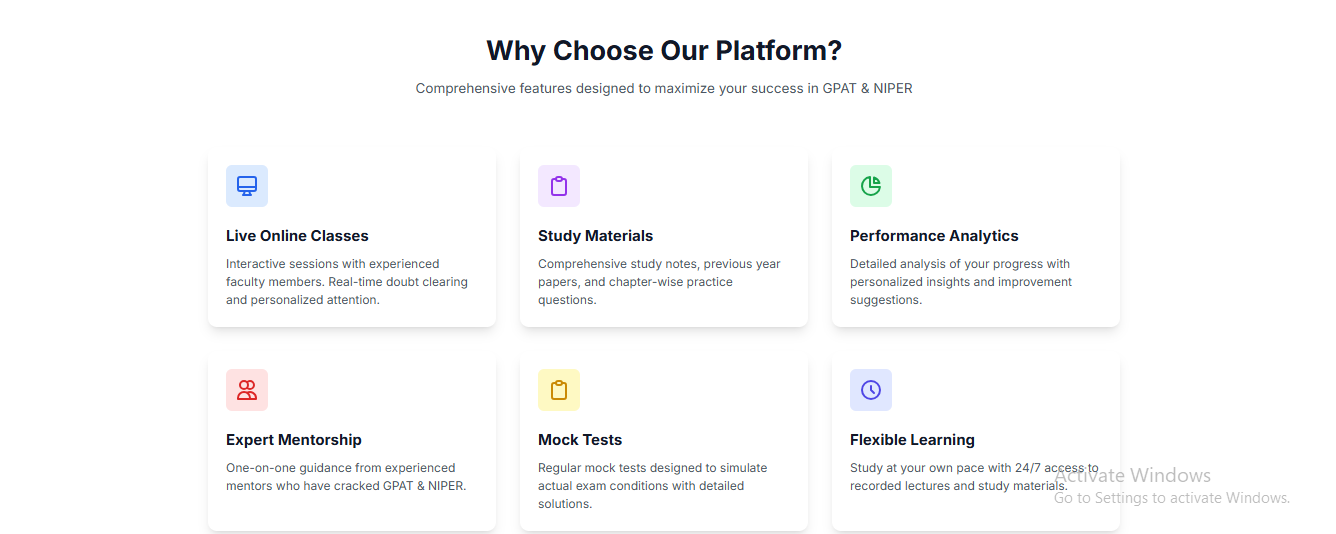 Why Choose Our Platform?
Comprehensive features designed to maximize your success in GPAT & NIPER
Live Online Classes
Interactive sessions with experienced
faculty members. Real-time doubt clearing
and personalized attention.
Study Materials
Comprehensive study notes, previous year
papers, and chapter-wise practice
questions.
Performance Analytics
Detailed analysis of your progress with
personalized insights and improvement
suggestions.
Expert Mentorship
One-on-one guidance from experienced
mentors who have cracked GPAT & NIPER.
Mock Tests
Regular mock tests designed to simulate
actual exam conditions with detailed
solutions.
Flexible Learning
Study at your own pace with 24/7 access to
recorded lectures and study materials.
Activate Windows
Go to Settings to activate Windows.